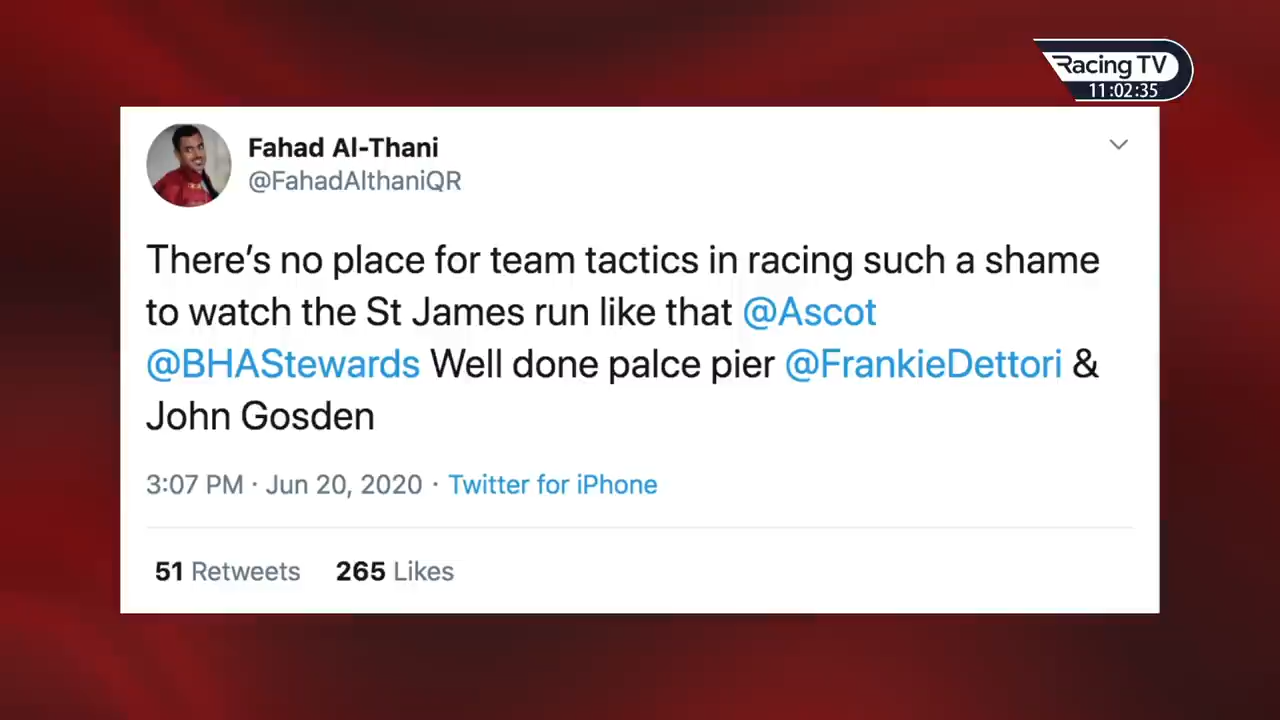 Racing TV
11:02:35
Fahad Al-Thani
@FahadAlthaniQR
There’s no place for team tactics in racing such a shame
to watch the St James run like that @Ascot
@BHAStewards Well done palce pier @FrankieDettori &
John Gosden
3:07 PM · Jun 20, 2020 · Twitter for iPhone
51 Retweets 265 Likes